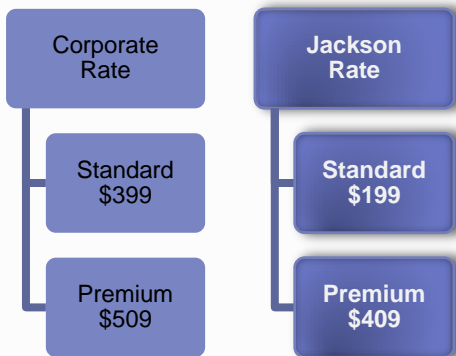 Corporate
Rate
Standard
$399
Premium
$509
Jackson
Rate
Standard
$199
Premium
$409